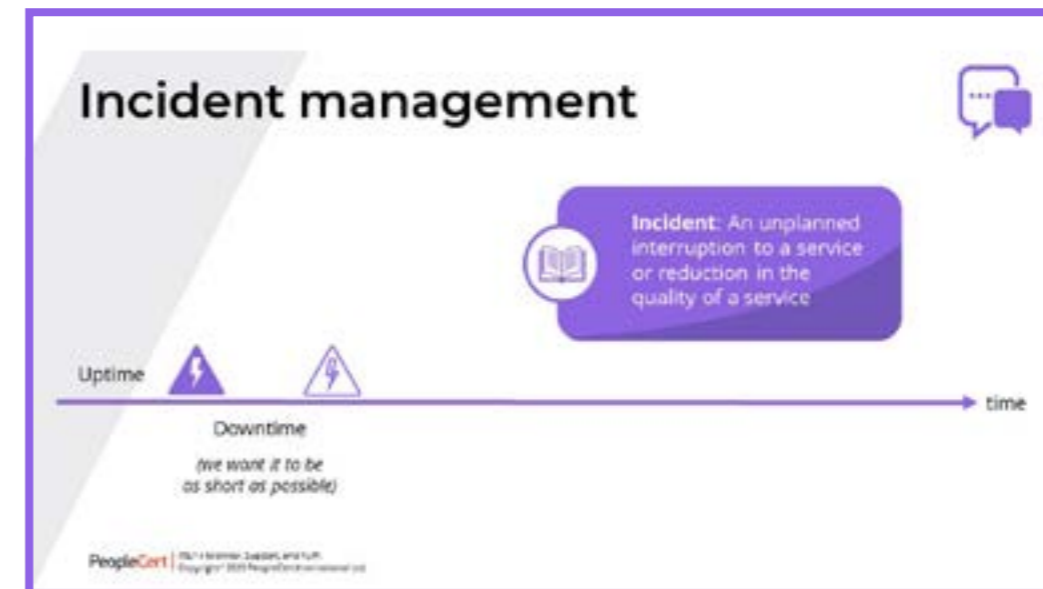 Incident management
Incident: An unplanned
interruption to a service
or reduction in the
quality of a service
Uptime
time
Downtime
(we want it to be
as short as possible)
PeopleCert